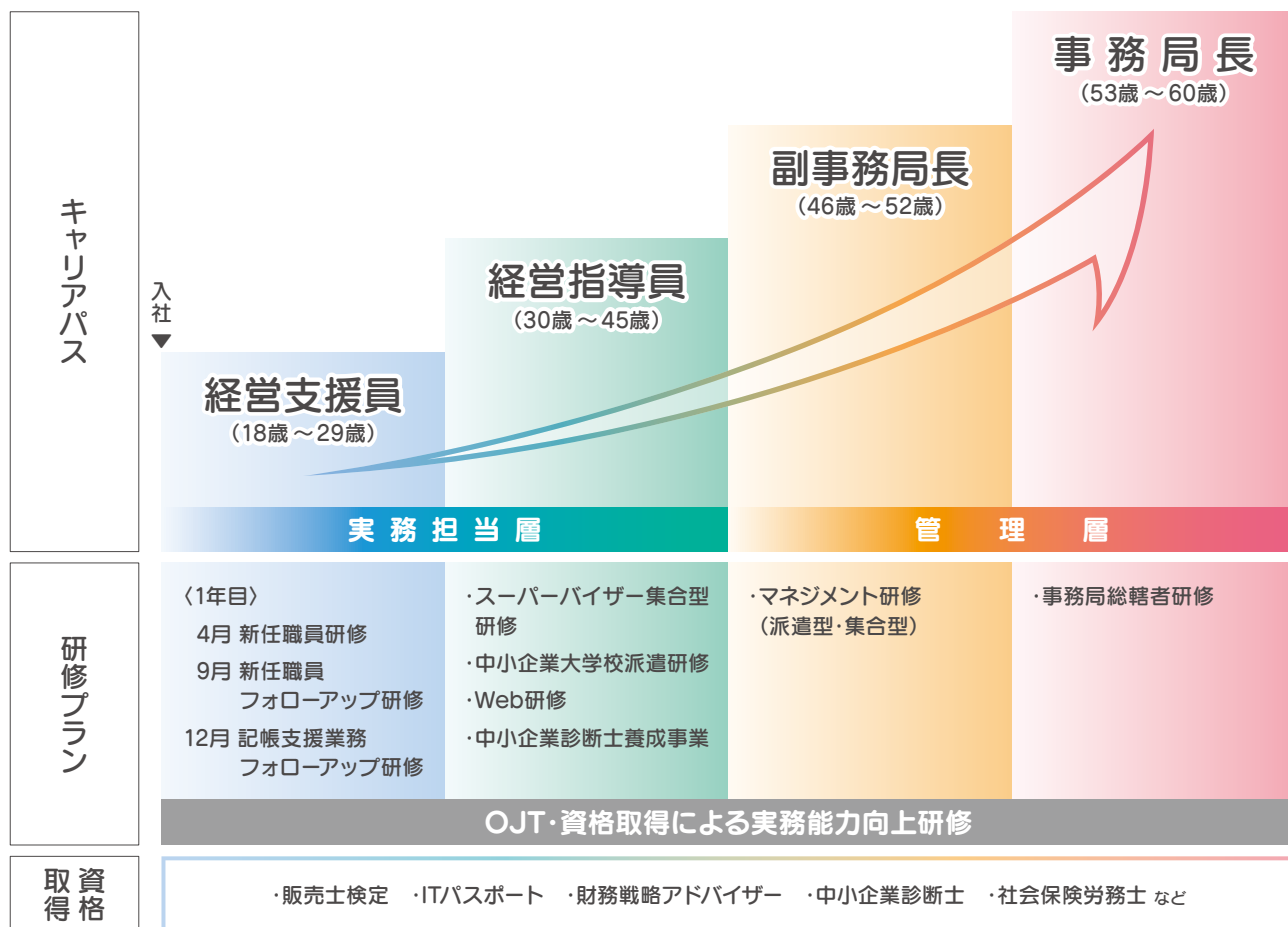 キャリアパス
入社
▼
経営支援員
(18歳～29歳)
経営指導員
(30歳～45歳)
副事務局長
(46歳～52歳)
事務局長
(53歳～60歳)
実務担当層
管理層
研修プラン
〈1年目〉
4月 新任職員研修
9月 新任職員
フォローアップ研修
12月 記帳支援業務
フォローアップ研修
・スーパーバイザー集合型
研修
・中小企業大学校派遣研修
・Web研修
・中小企業診断士養成事業
・マネジメント研修
(派遣型・集合型)
・事務局総轄者研修
OJT・資格取得による実務能力向上研修
資格
取得
・販売士検定 ・ITパスポート ・財務戦略アドバイザー ・中小企業診断士 ・社会保険労務士 など